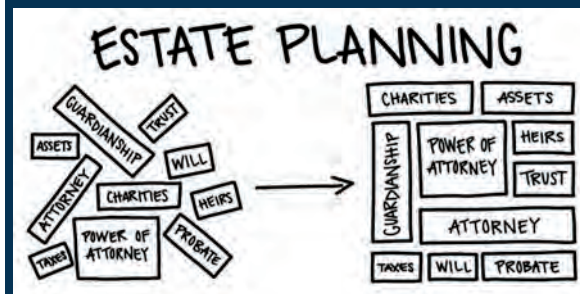 ESTATE PLANNING
GUARDIANSHIP
TRUST
ASSETS
WILL
ATTORNEY
CHARITIES
HEIRS
POWER OF
ATTORNEY
PROBATE
TAXES
CHARITIES
ASSETS
GUARDIANSHIP
POWER OF
ATTORNEY
HEIRS
TRUST
ATTORNEY
TAXES
WILL
PROBATE